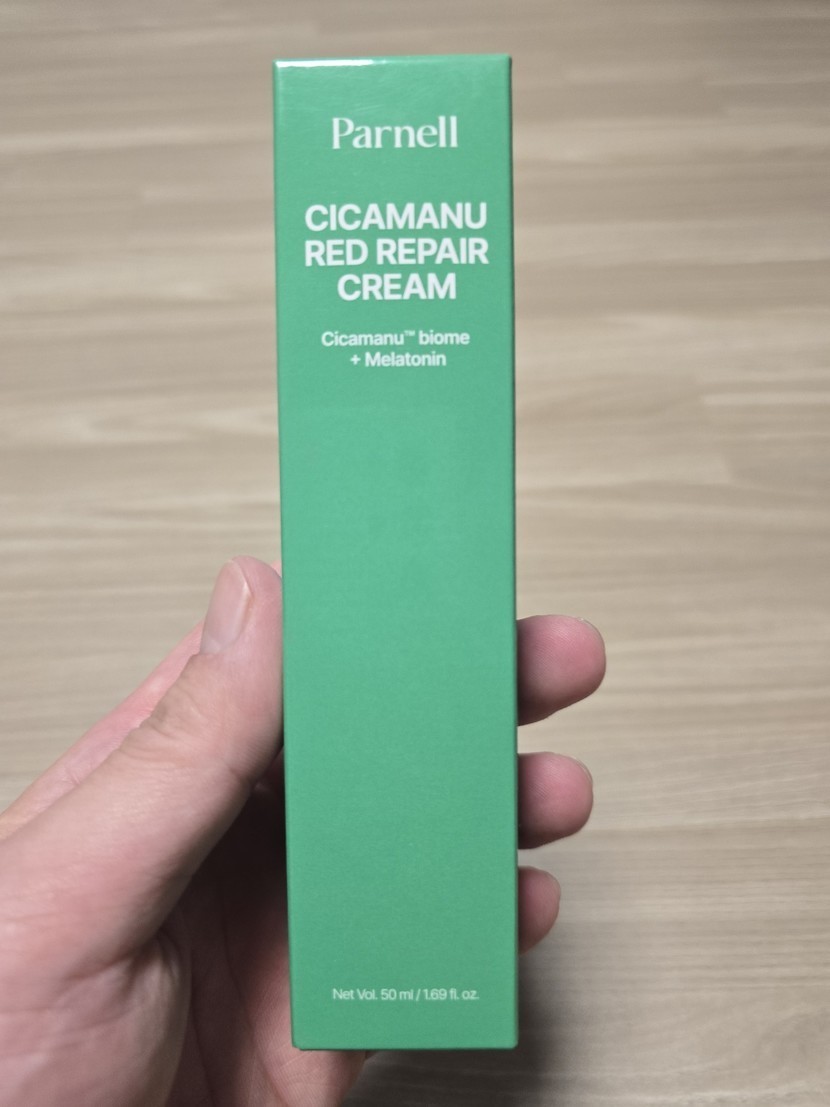 Parnell
CICAMANU
RED REPAIR
CREAM
Cicamanu™ biome
+ Melatonin
Net Vol. 50 ml / 1.69 fl. oz.